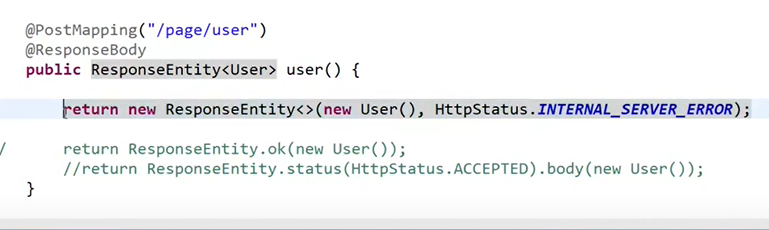 @PostMapping("/page/user")
@ResponseBody
public ResponseEntity<User> user() {
return new ResponseEntity<>(new User(), HttpStatus.INTERNAL_SERVER_ERROR);
/ return ResponseEntity.ok(new User());
//return ResponseEntity.status(HttpStatus.ACCEPTED).body(new User());
}